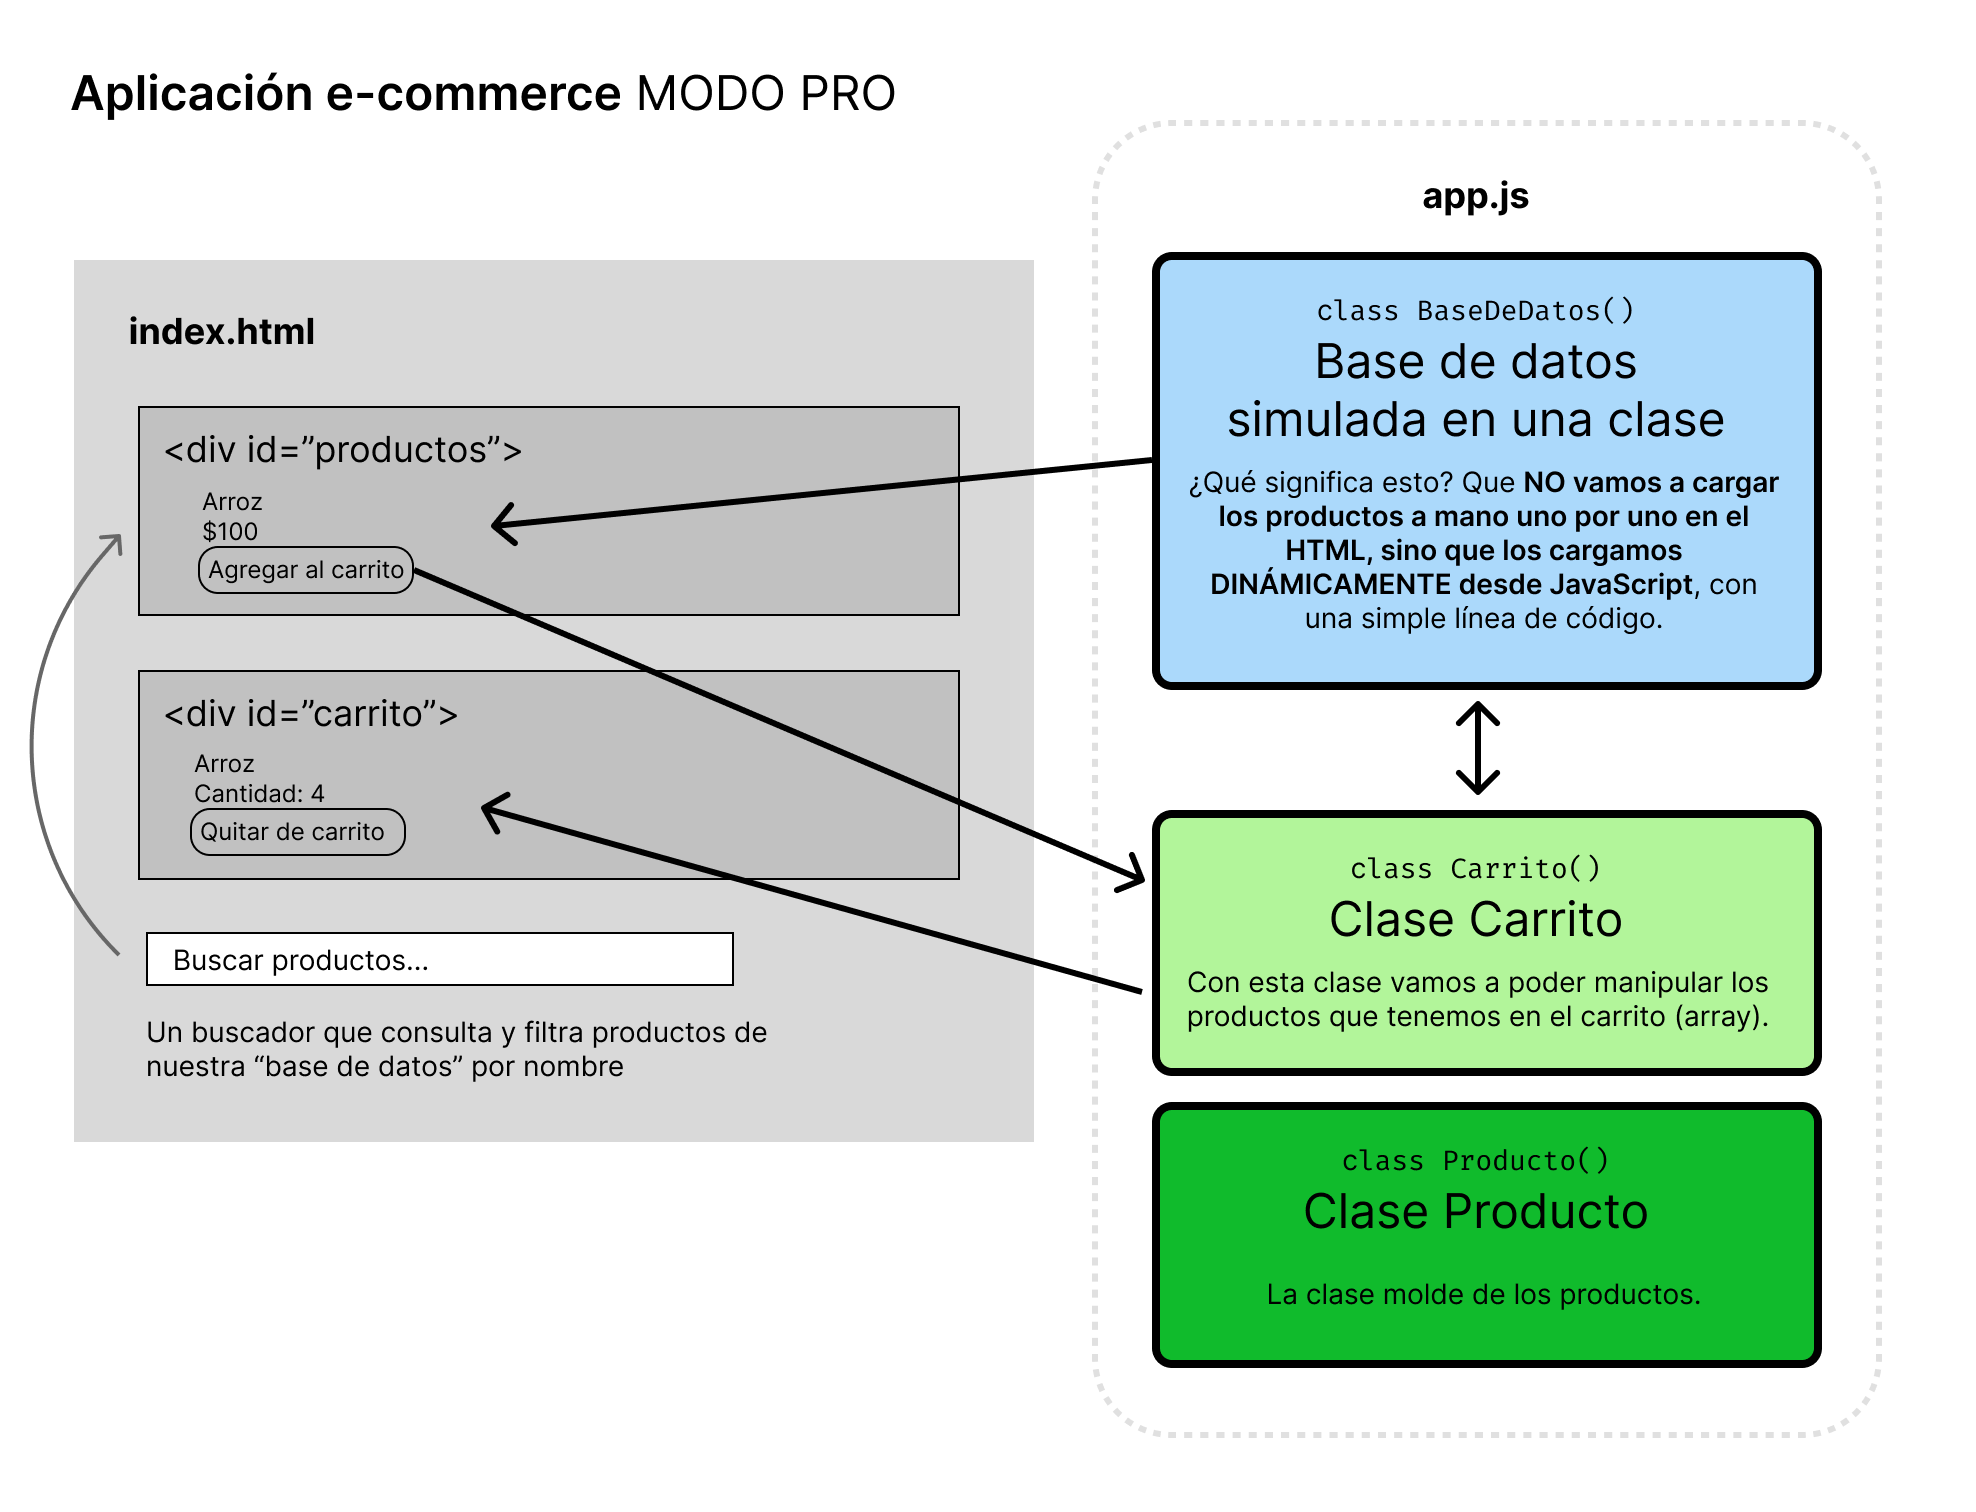 Aplicación e-commerce MODO PRO
index.html
<div id=”productos”>
Arroz
$100
Agregar al carrito
<div id=”carrito”>
Arroz
Cantidad: 4
Quitar de carrito
Buscar productos...
Un buscador que consulta y filtra productos de
nuestra “base de datos” por nombre
app.js
class BaseDeDatos()
Base de datos
simulada en una clase
¿Qué significa esto? Que NO vamos a cargar
los productos a mano uno por uno en el
HTML, sino que los cargamos
DINÁMICAMENTE desde JavaScript, con
una simple línea de código.
class Carrito()
Clase Carrito
Con esta clase vamos a poder manipular los
productos que tenemos en el carrito (array).
class Producto()
Clase Producto
La clase molde de los productos.